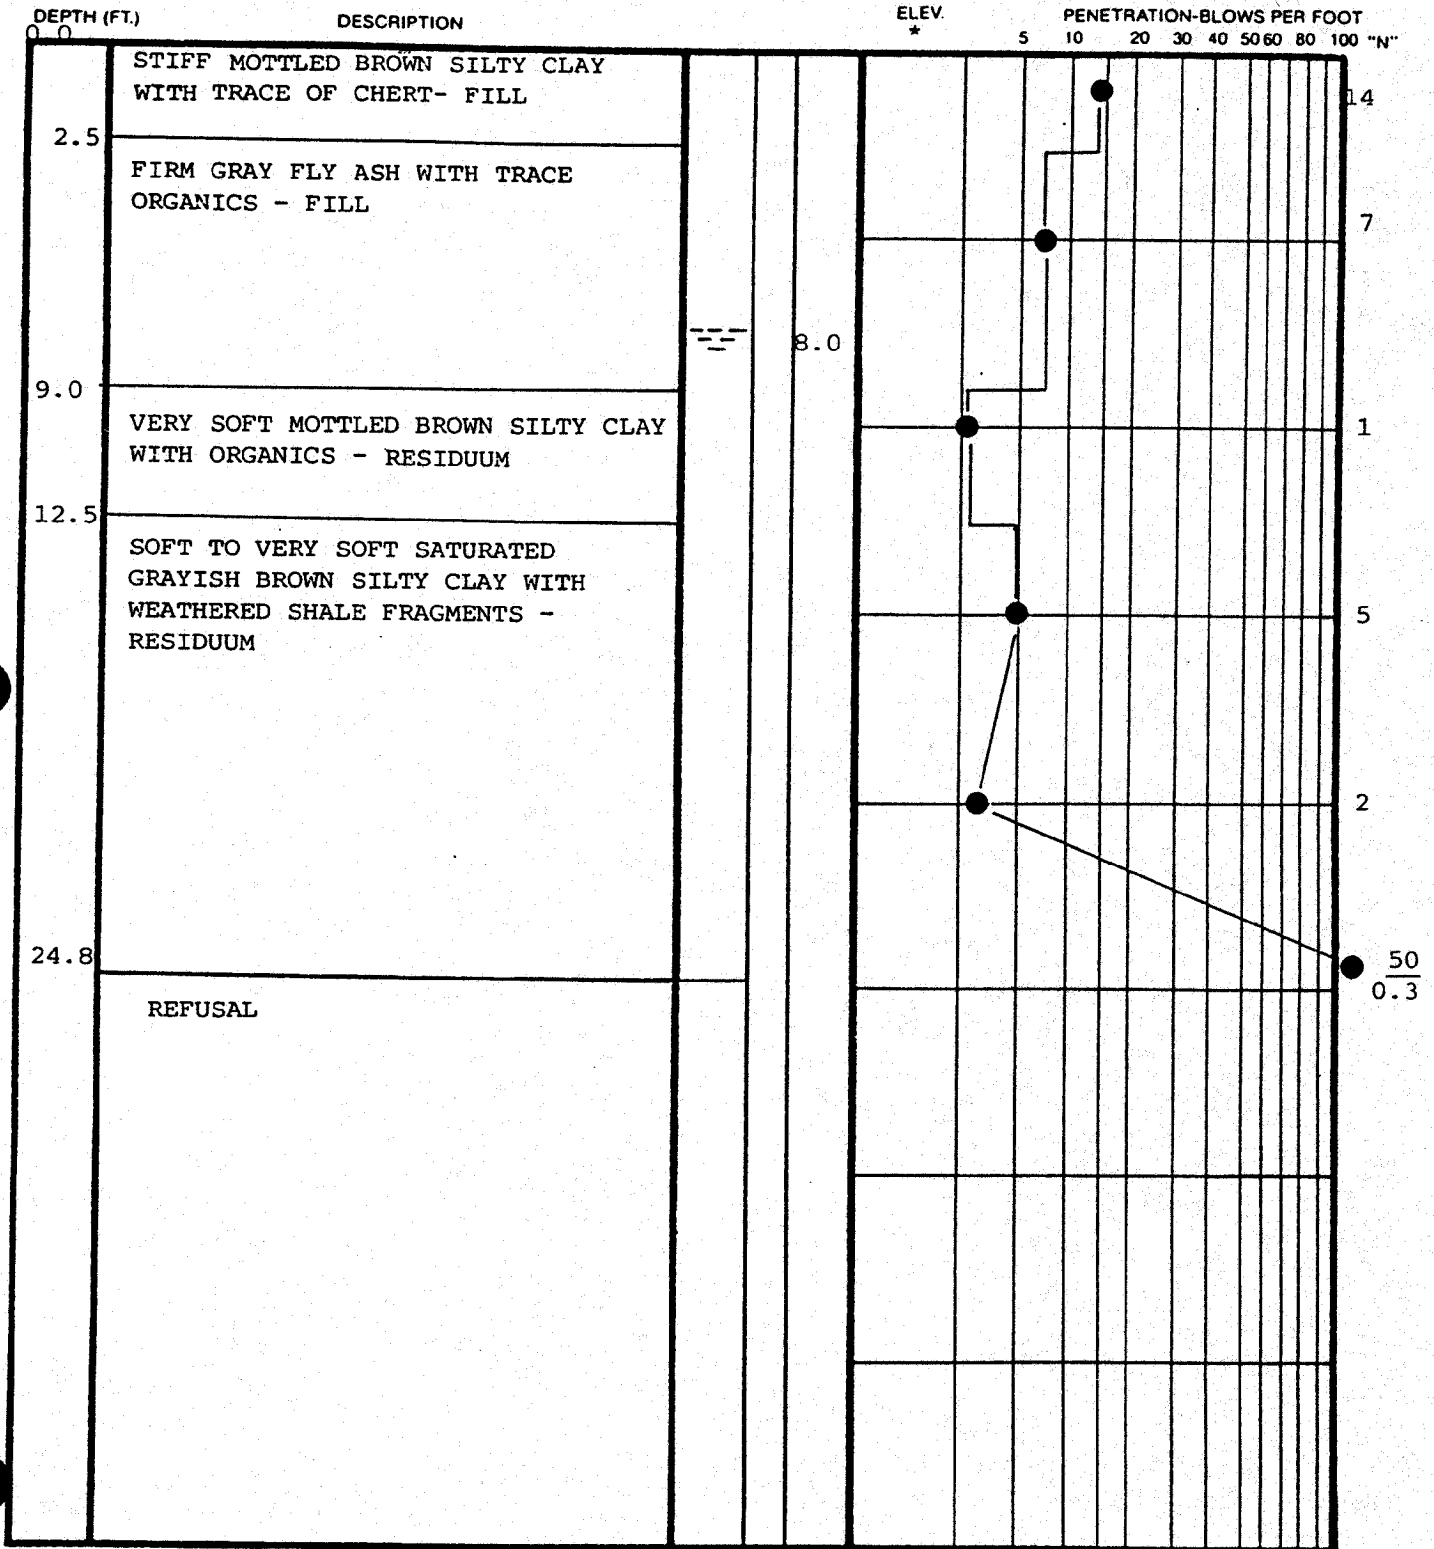 DEPTH (FT.) DESCRIPTION ELEV. PENETRATION-BLOWS PER FOOT
0.0 * 5 10 20 30 40 50 60 80 100 "N"
STIFF MOTTLED BROWN SILTY CLAY
WITH TRACE OF CHERT- FILL
14
2.5
FIRM GRAY FLY ASH WITH TRACE
ORGANICS - FILL
7
8.0
9.0
VERY SOFT MOTTLED BROWN SILTY CLAY
WITH ORGANICS - RESIDUUM
1
12.5
SOFT TO VERY SOFT SATURATED
GRAYISH BROWN SILTY CLAY WITH
WEATHERED SHALE FRAGMENTS -
RESIDUUM
5
2
24.8
50
0.3
REFUSAL